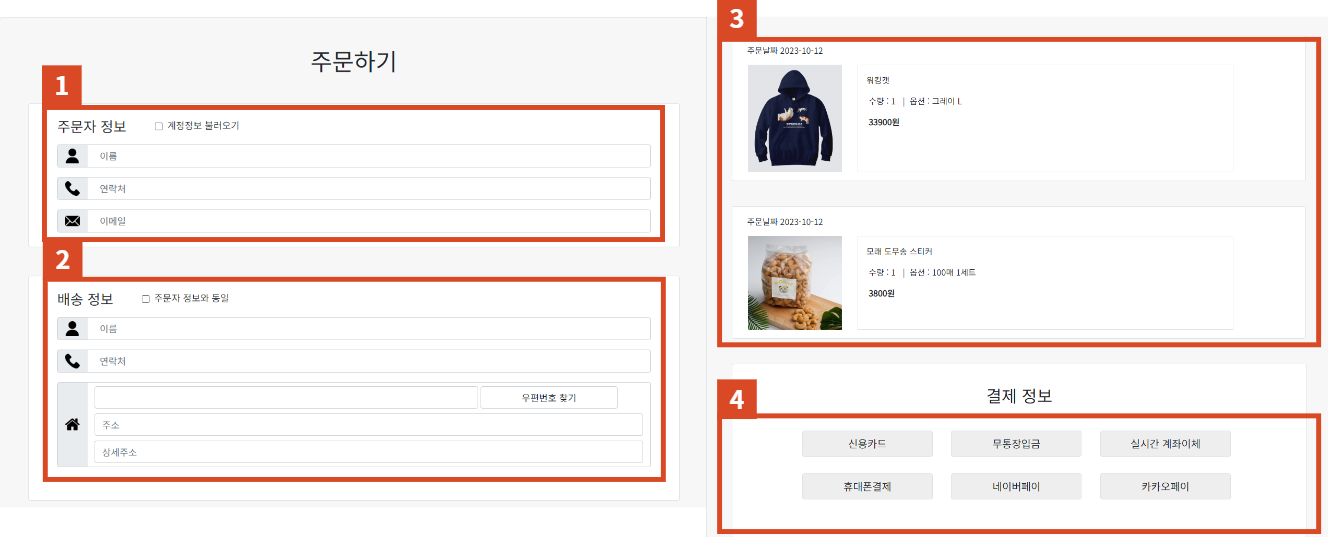 주문하기
1
주문자 정보 계정정보 불러오기
이름
연락처
이메일
2
배송 정보 주문자 정보와 동일
이름
연락처
우편번호 찾기
주소
상세주소
3
주문날짜 2023-10-12
워킹캣
수량 : 1 | 옵션 : 그레이 L
33900원
주문날짜 2023-10-12
모래 도무송 스티커
수량 : 1 | 옵션 : 100매 1세트
3800원
4
결제 정보
신용카드 무통장입금 실시간 계좌이체
휴대폰결제 네이버페이 카카오페이